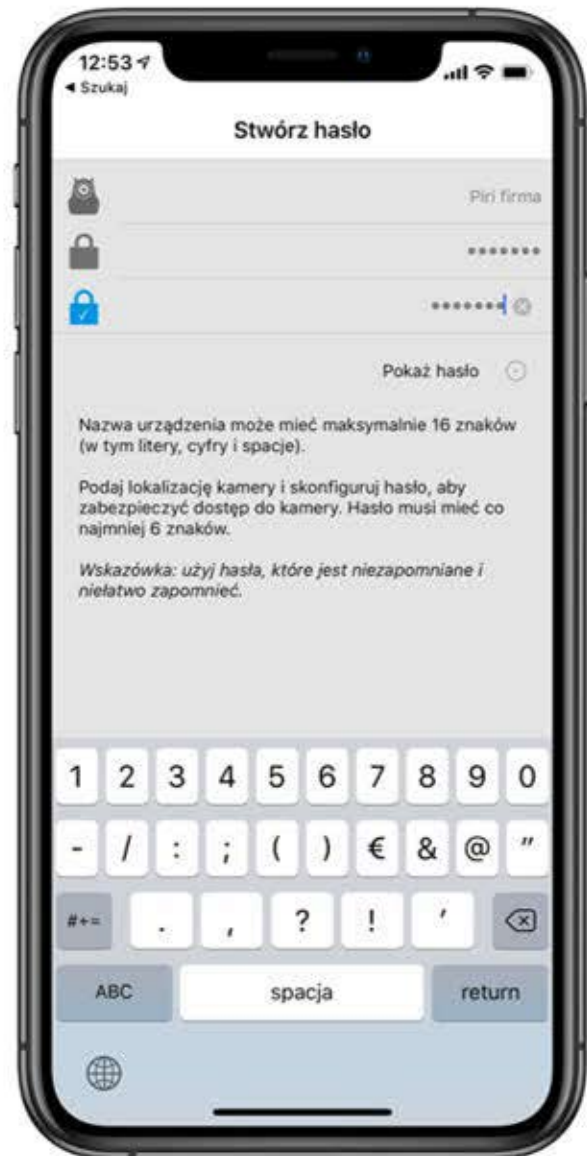 12:53
◀ Szukaj
Stwórz hasło
Piri firma
•••••••
•••••••
Pokaż hasło
Nazwa urządzenia może mieć maksymalnie 16 znaków
(w tym litery, cyfry i spacje).
Podaj lokalizację kamery i skonfiguruj hasło, aby
zabezpieczyć dostęp do kamery. Hasło musi mieć co
najmniej 6 znaków.
Wskazówka: użyj hasła, które jest niezapomniane i
niełatwo zapomnieć.
1 2 3 4 5 6 7 8 9 0
- / : ; ( ) € & @ "
#+= . , ? ! '
ABC spacja return